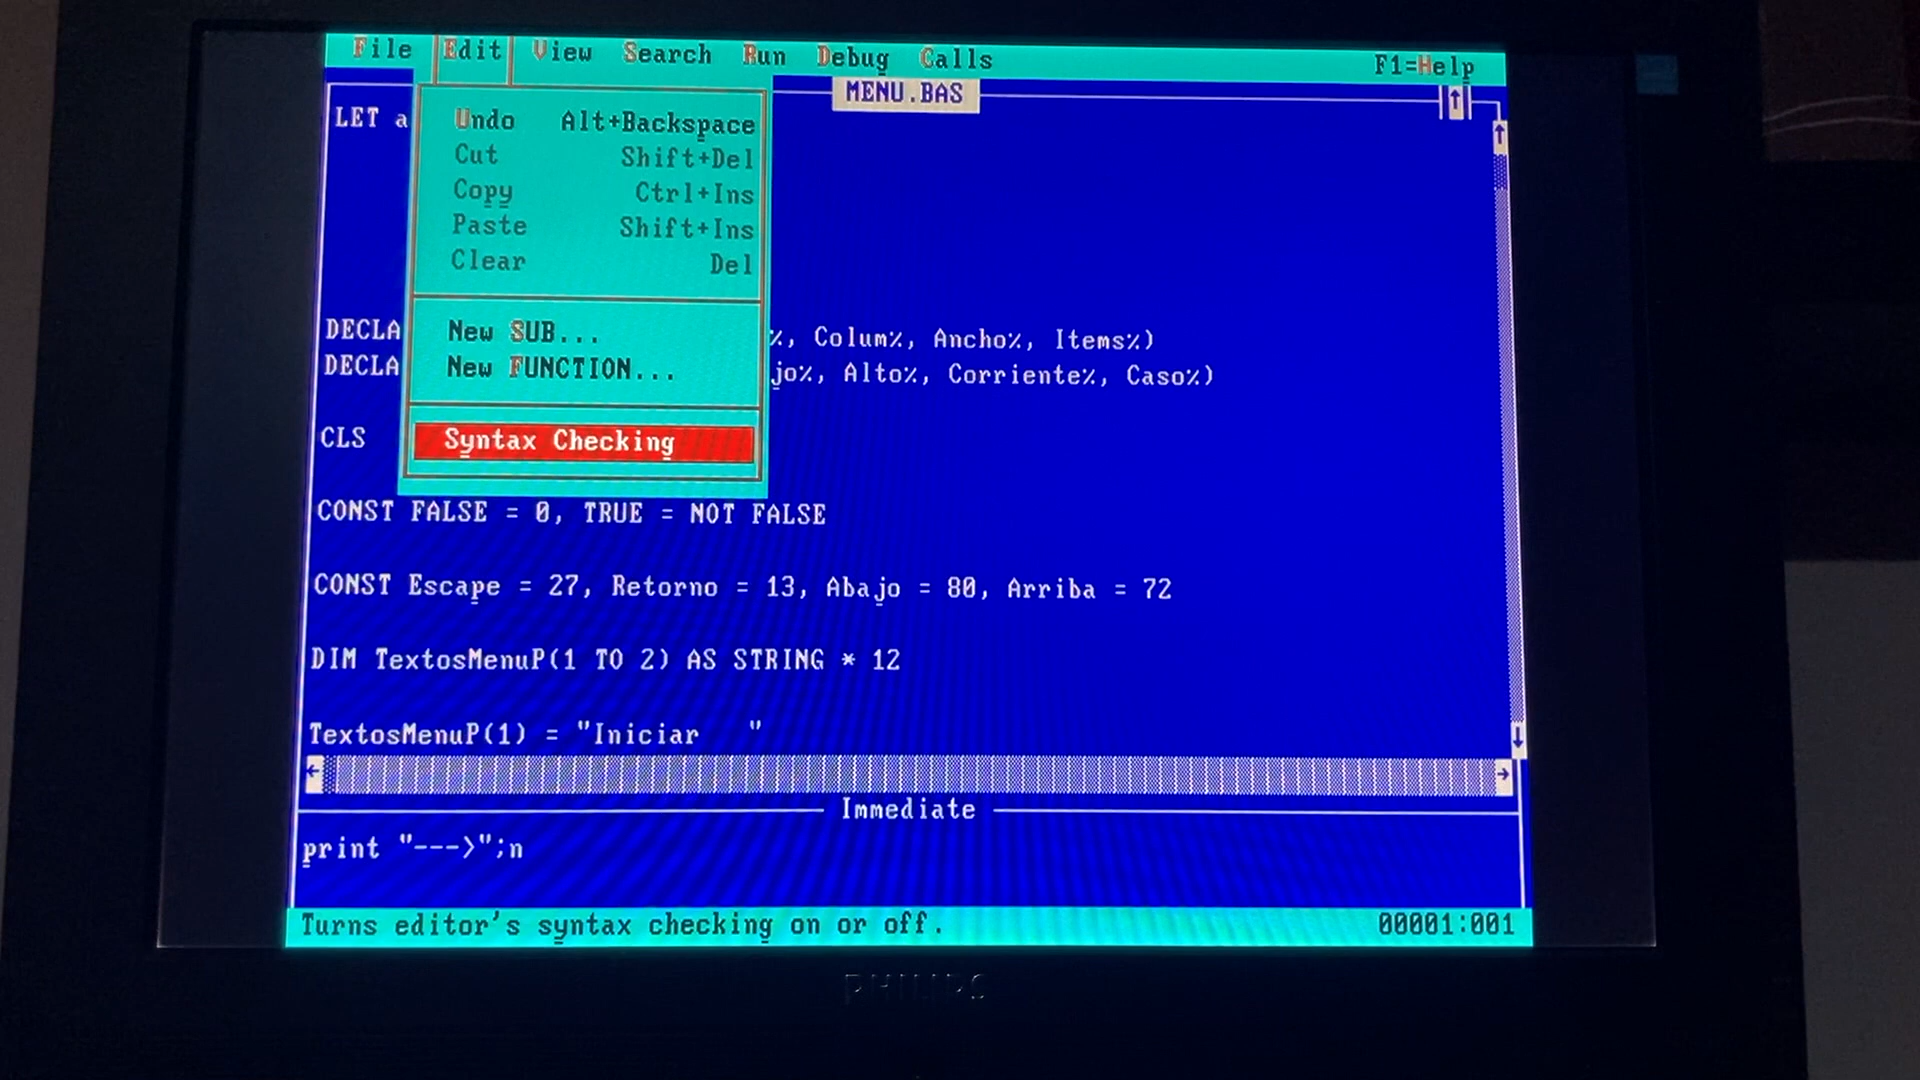 File Edit View Search Run Debug Calls F1=Help
MENU.BAS
LET a
Undo Alt+Backspace
Cut Shift+Del
Copy Ctrl+Ins
Paste Shift+Ins
Clear Del
New SUB...
New FUNCTION...
Syntax Checking
DECLA %, Colum%, Ancho%, Items%)
DECLA jo%, Alto%, Corriente%, Caso%)
CLS
CONST FALSE = 0, TRUE = NOT FALSE
CONST Escape = 27, Retorno = 13, Abajo = 80, Arriba = 72
DIM TextosMenuP(1 TO 2) AS STRING * 12
TextosMenuP(1) = "Iniciar   "
Immediate
print "--->";n
Turns editor's syntax checking on or off. 00001:001
PHILIPS